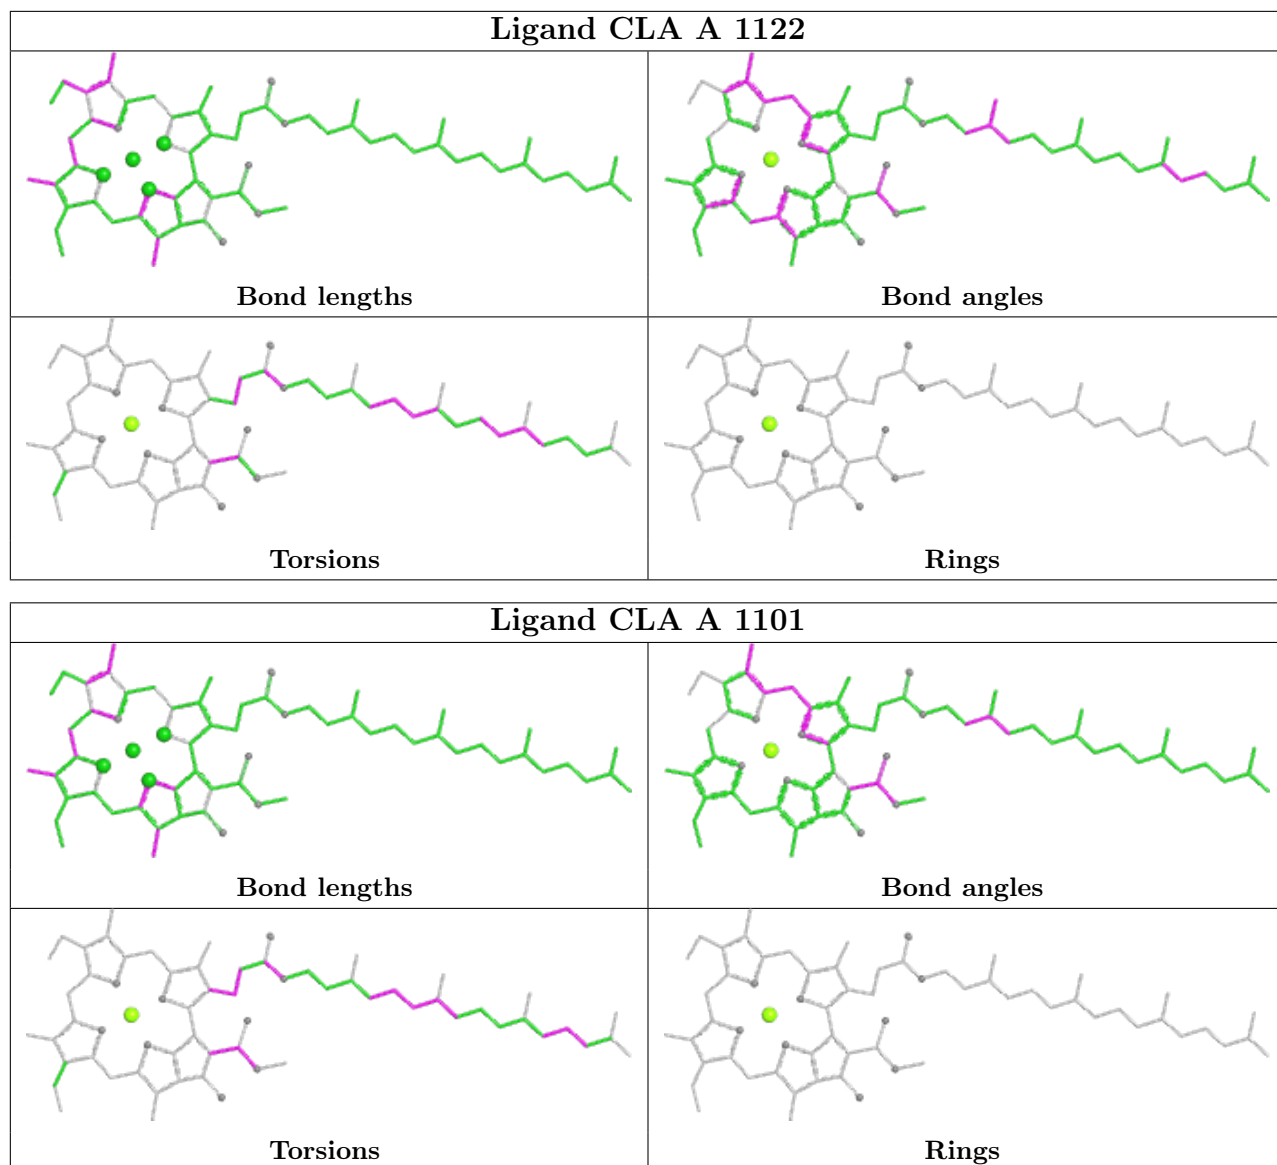 Ligand CLA A 1122
Bond lengths
Bond angles
Torsions
Rings
Ligand CLA A 1101
Bond lengths
Bond angles
Torsions
Rings